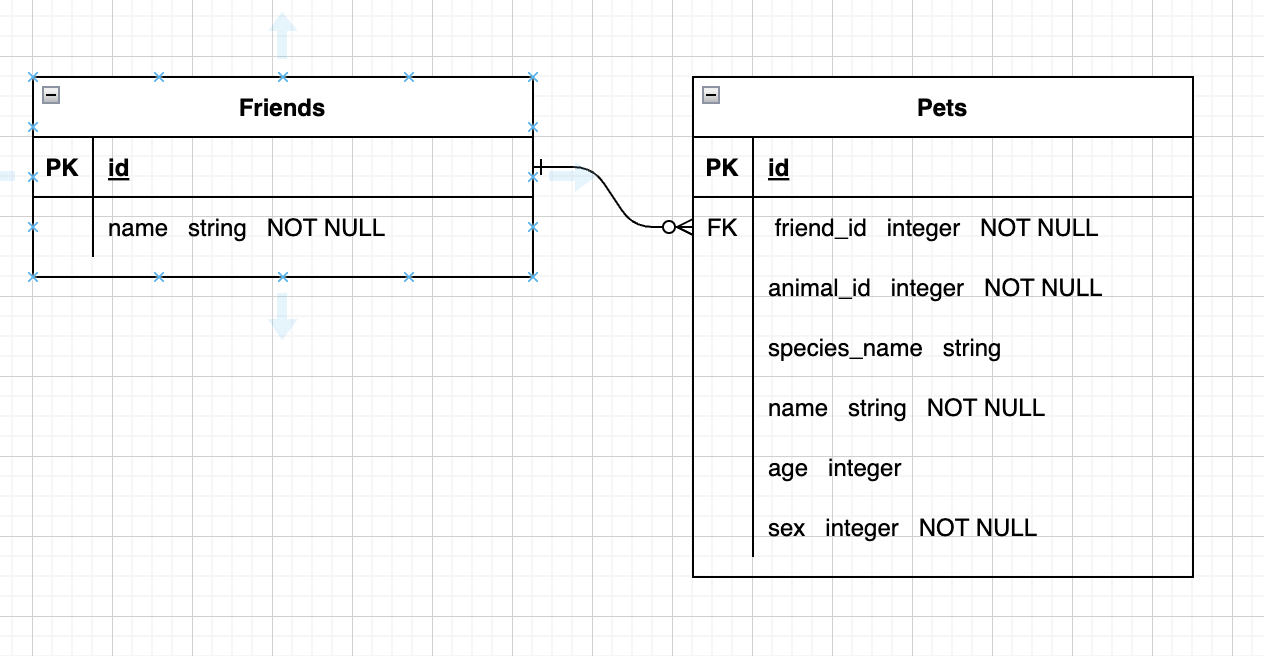 Friends
PK id
name string NOT NULL
Pets
PK id
FK friend_id integer NOT NULL
animal_id integer NOT NULL
species_name string
name string NOT NULL
age integer
sex integer NOT NULL